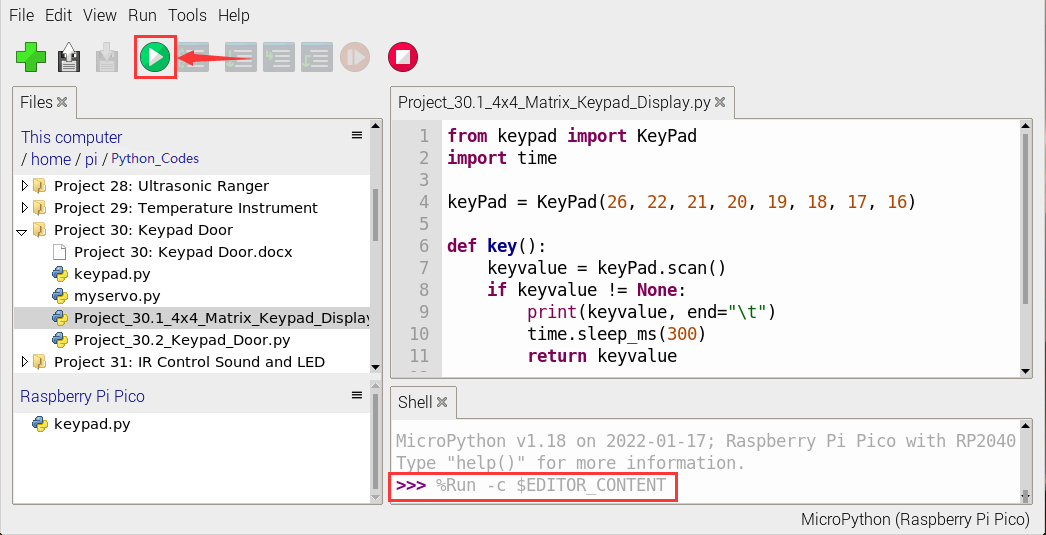 File Edit View Run Tools Help
Files
This computer
/ home / pi / Python_Codes
Project 28: Ultrasonic Ranger
Project 29: Temperature Instrument
Project 30: Keypad Door
Project 30: Keypad Door.docx
keypad.py
myservo.py
Project_30.1_4x4_Matrix_Keypad_Display
Project_30.2_Keypad_Door.py
Project 31: IR Control Sound and LED
Raspberry Pi Pico
keypad.py
Project_30.1_4x4_Matrix_Keypad_Display.py
1 from keypad import KeyPad
2 import time
3
4 keyPad = KeyPad(26, 22, 21, 20, 19, 18, 17, 16)
5
6 def key():
7 keyvalue = keyPad.scan()
8 if keyvalue != None:
9 print(keyvalue, end="\t")
10 time.sleep_ms(300)
11 return keyvalue
Shell
MicroPython v1.18 on 2022-01-17; Raspberry Pi Pico with RP2040
Type "help()" for more information.
>>> %Run -c $EDITOR_CONTENT
MicroPython (Raspberry Pi Pico)